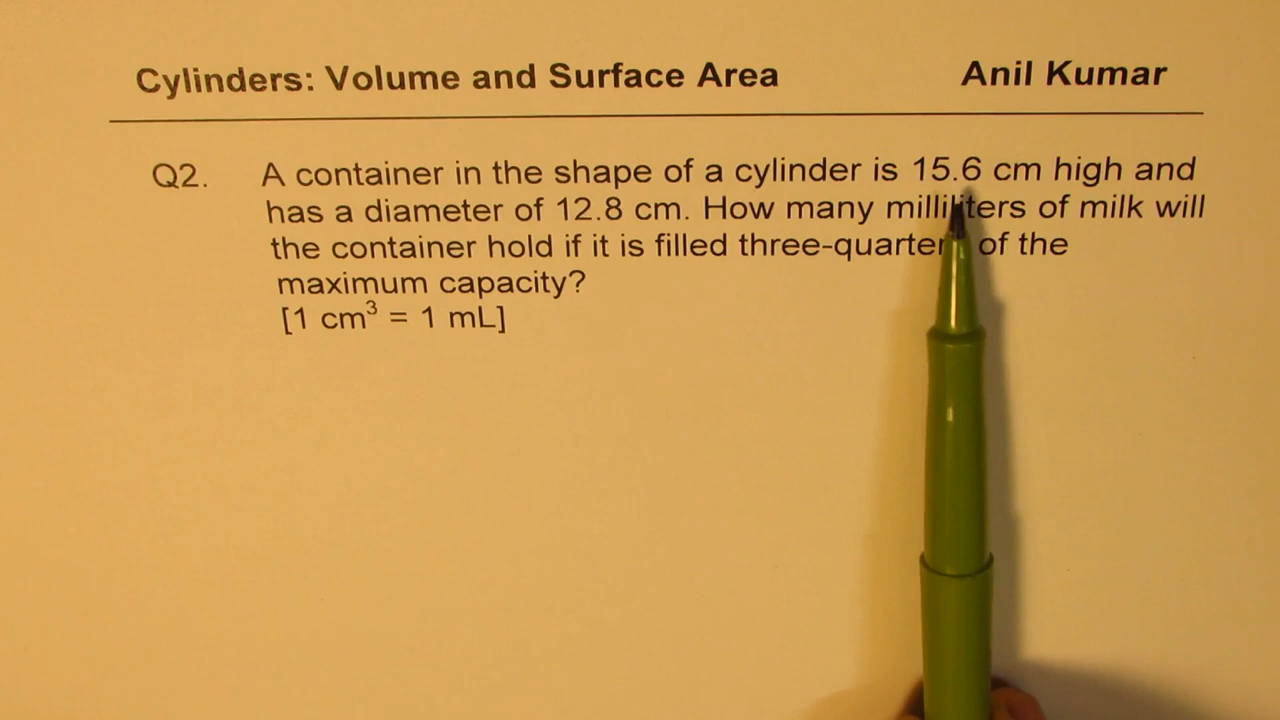 Cylinders: Volume and Surface Area Anil Kumar
Q2. A container in the shape of a cylinder is 15.6 cm high and
has a diameter of 12.8 cm. How many milliliters of milk will
the container hold if it is filled three-quarter of the
maximum capacity?
[1 cm³ = 1 mL]